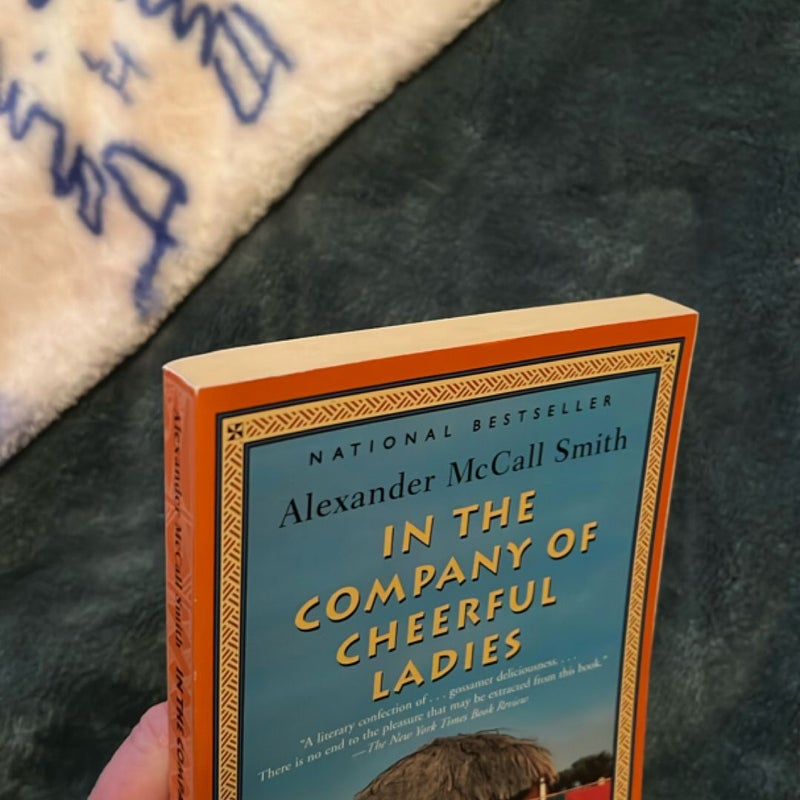 NATIONAL BESTSELLER
Alexander McCall Smith
IN THE
COMPANY OF
CHEERFUL
LADIES
"A literary confection of . . . gossamer deliciousness. . . .
There is no end to the pleasure that may be extracted from this book."
—The New York Times Book Review
Alexander McCall Smith IN THE COMPA